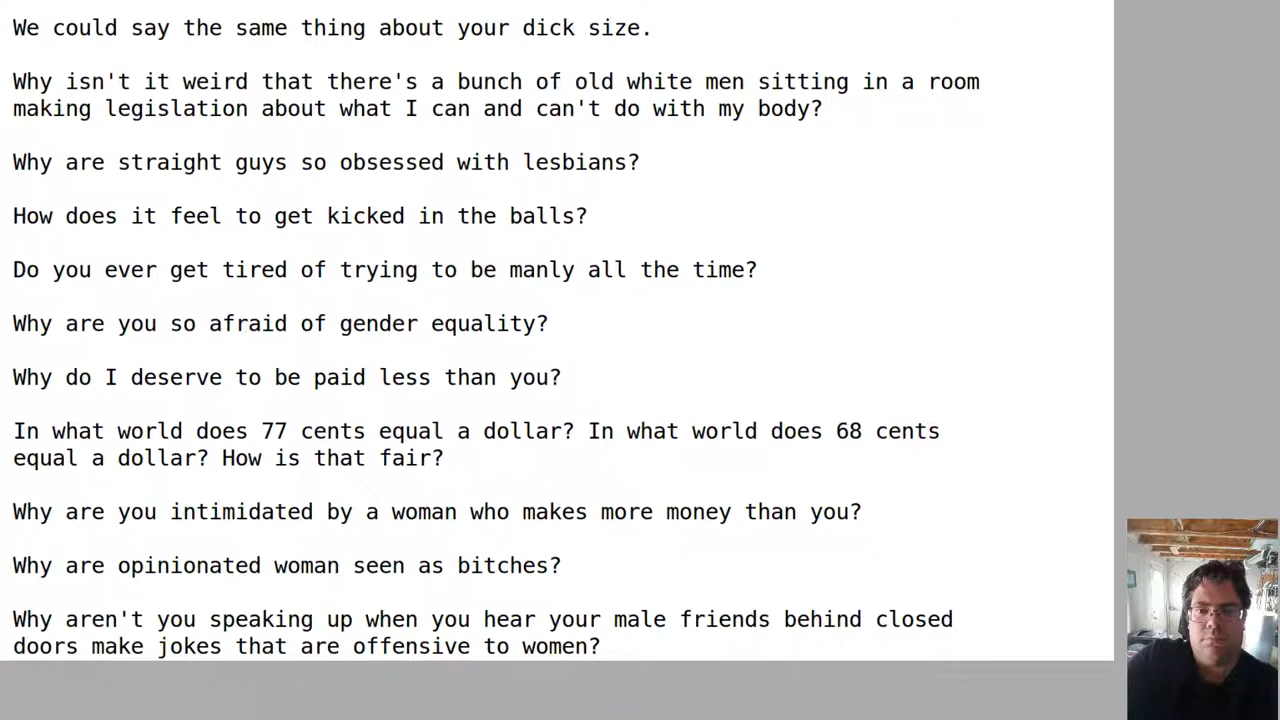 We could say the same thing about your dick size.
Why isn't it weird that there's a bunch of old white men sitting in a room
making legislation about what I can and can't do with my body?
Why are straight guys so obsessed with lesbians?
How does it feel to get kicked in the balls?
Do you ever get tired of trying to be manly all the time?
Why are you so afraid of gender equality?
Why do I deserve to be paid less than you?
In what world does 77 cents equal a dollar? In what world does 68 cents
equal a dollar? How is that fair?
Why are you intimidated by a woman who makes more money than you?
Why are opinionated woman seen as bitches?
Why aren't you speaking up when you hear your male friends behind closed
doors make jokes that are offensive to women?